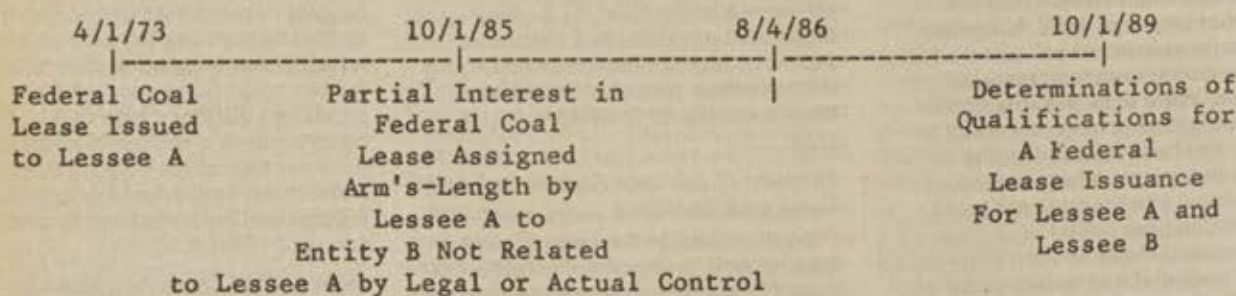 4/1/73 10/1/85 8/4/86 10/1/89
Federal Coal
Lease Issued
to Lessee A
Partial Interest in
Federal Coal
Lease Assigned
Arm's-Length by
Lessee A to
Entity B Not Related
to Lessee A by Legal or Actual Control
Determinations of
Qualifications for
A Federal
Lease Issuance
For Lessee A and
Lessee B